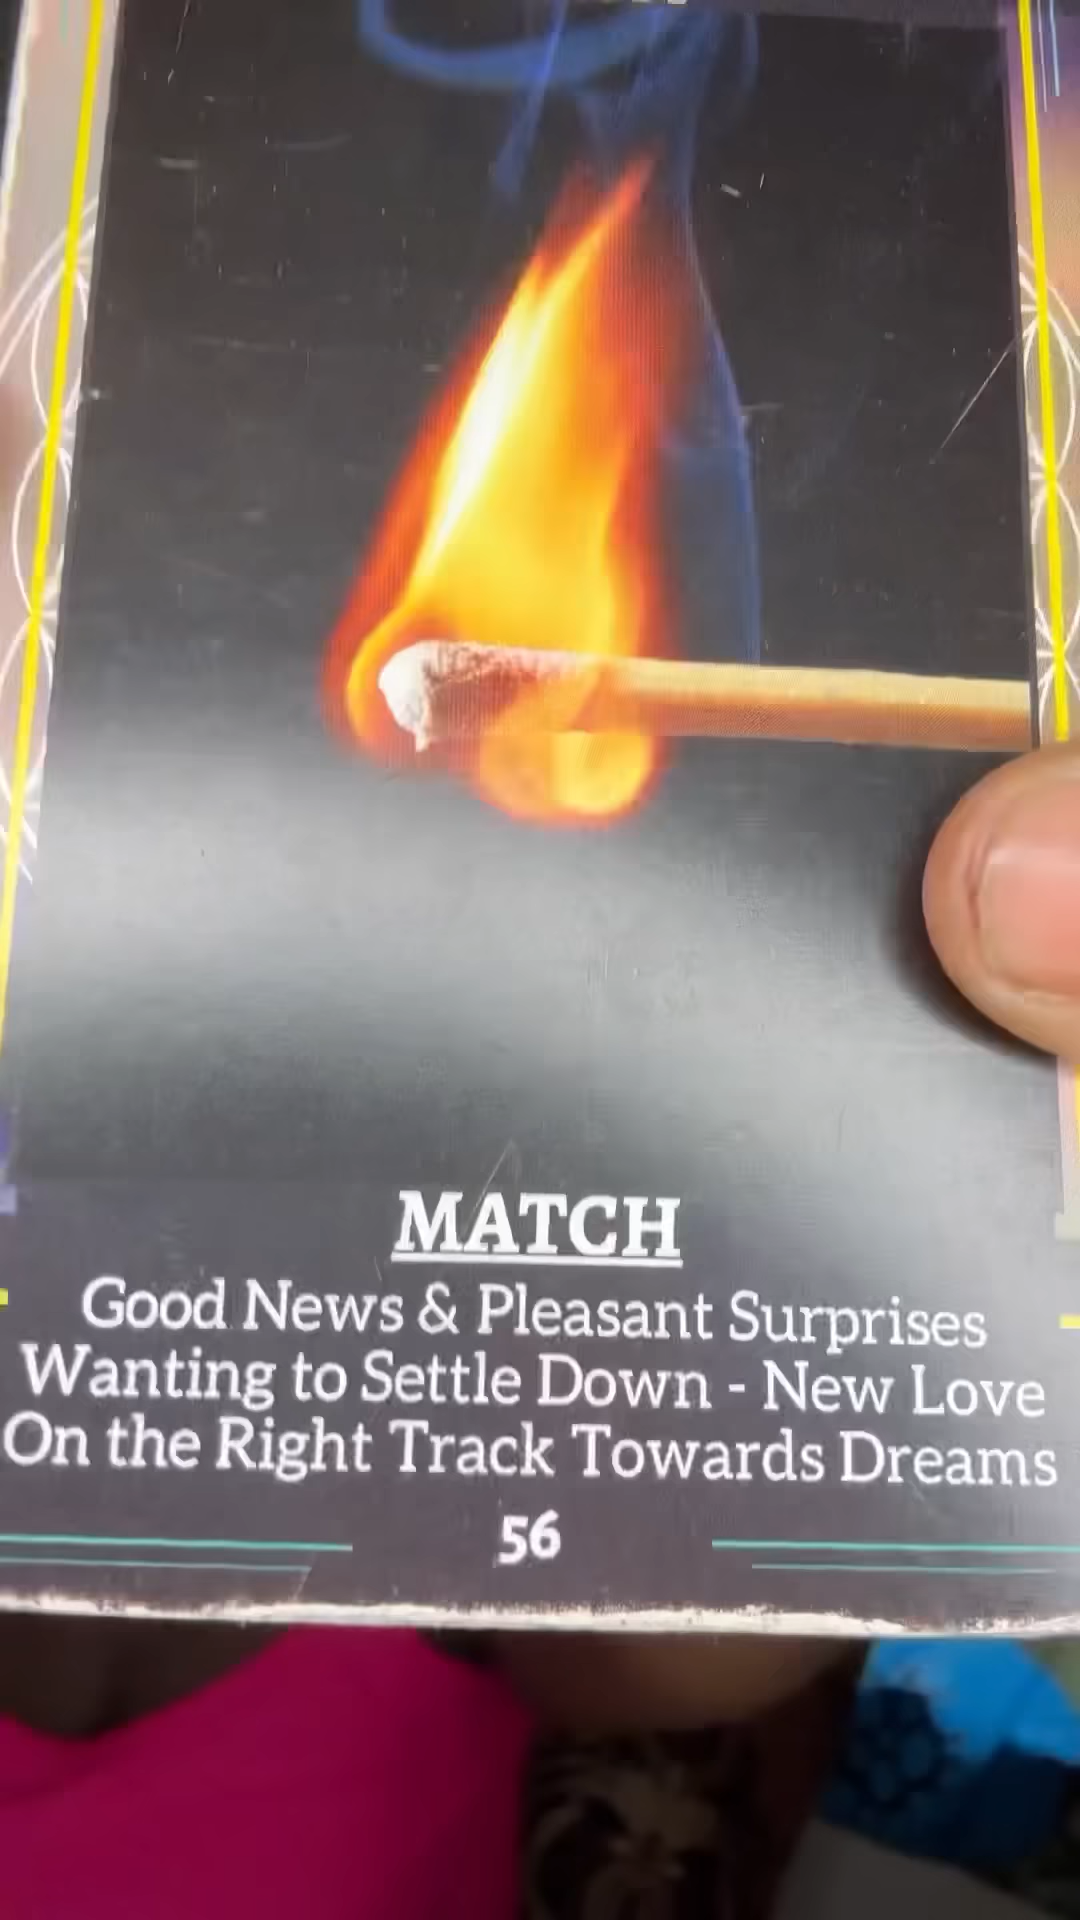 MATCH
Good News & Pleasant Surprises
Wanting to Settle Down - New Love
On the Right Track Towards Dreams
56